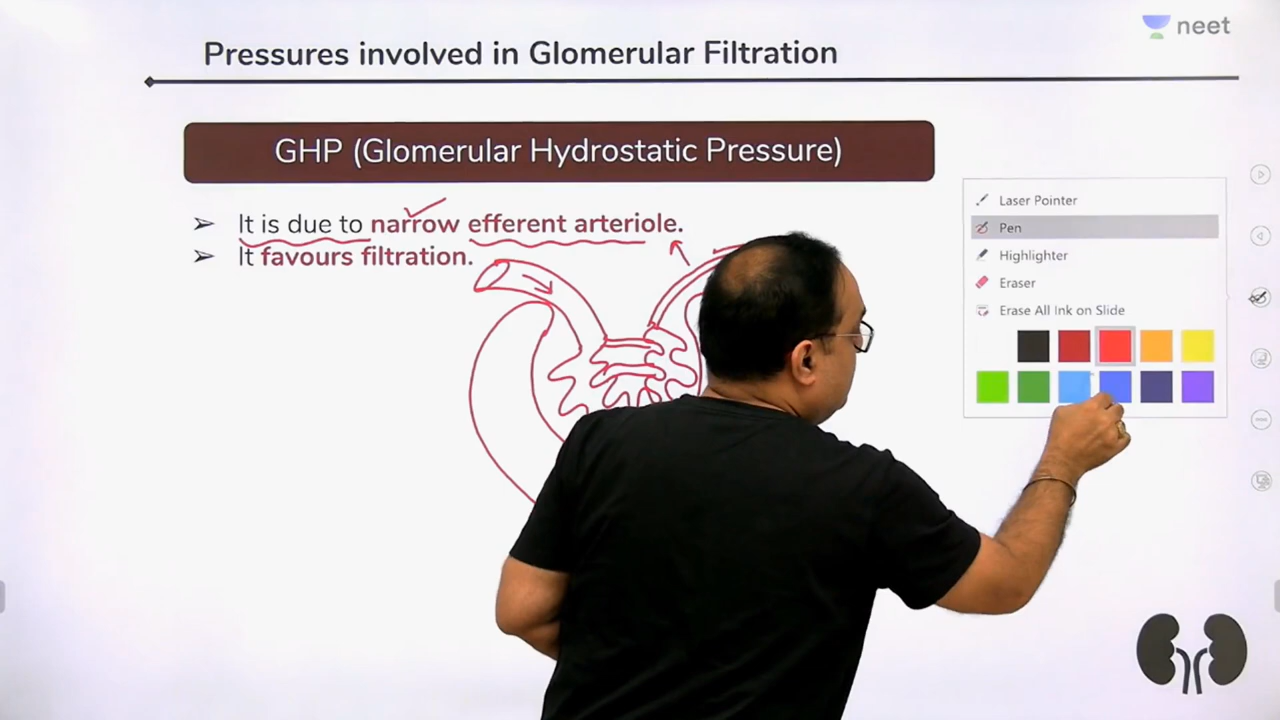 neet
Pressures involved in Glomerular Filtration
GHP (Glomerular Hydrostatic Pressure)
➢ It is due to narrow efferent arteriole.
➢ It favours filtration.
Laser Pointer
Pen
Highlighter
Eraser
Erase All Ink on Slide